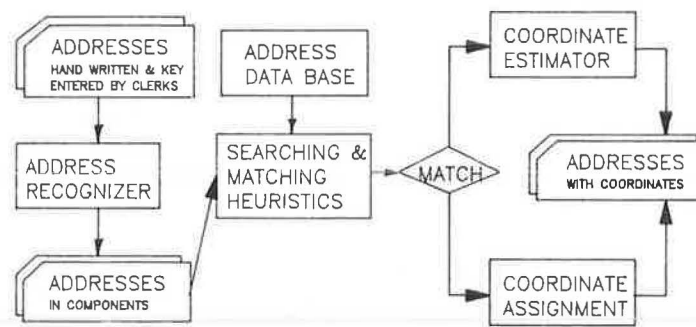 ADDRESSES
HAND WRITTEN & KEY
ENTERED BY CLERKS
ADDRESS
RECOGNIZER
ADDRESSES
IN COMPONENTS
ADDRESS
DATA BASE
SEARCHING &
MATCHING
HEURISTICS
MATCH
COORDINATE
ESTIMATOR
ADDRESSES
WITH COORDINATES
COORDINATE
ASSIGNMENT